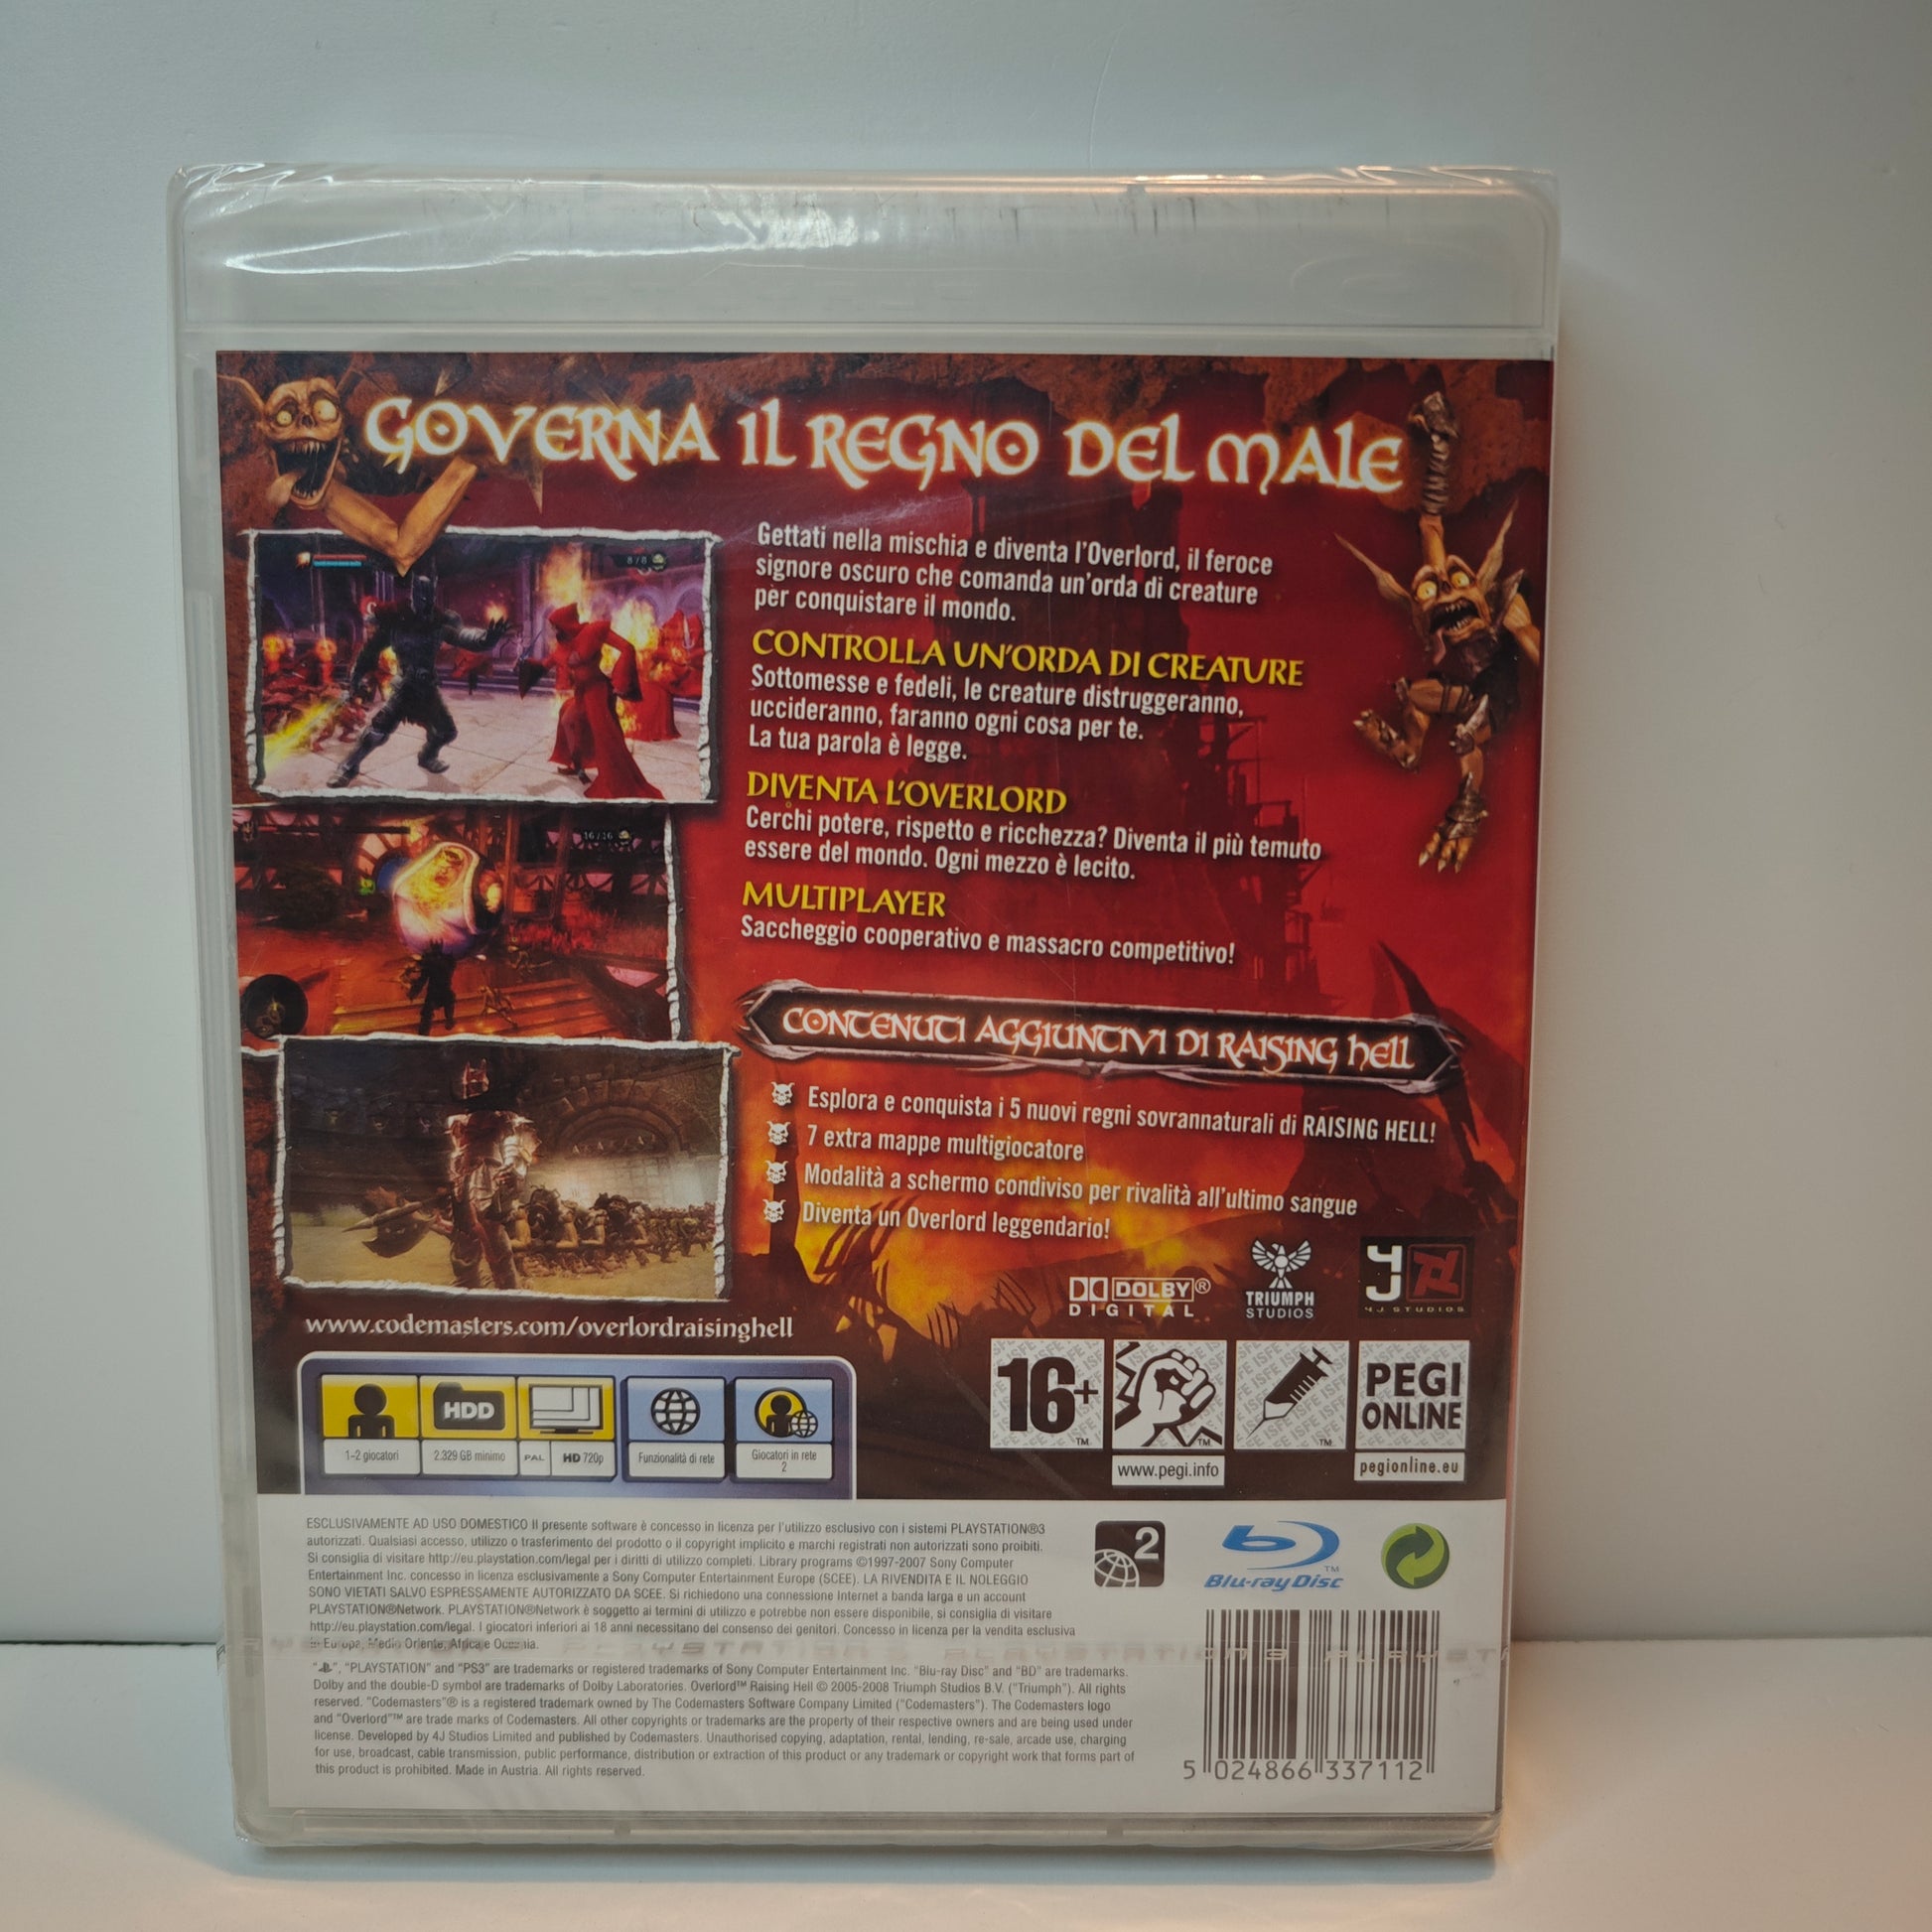 GOVERNA IL REGNO DEL MALE
Gettati nella mischia e diventa l'Overlord, il feroce
signore oscuro che comanda un'orda di creature
per conquistare il mondo.
CONTROLLA UN'ORDA DI CREATURE
Sottomesse e fedeli, le creature distruggeranno,
uccideranno, faranno ogni cosa per te.
La tua parola è legge.
DIVENTA L'OVERLORD
Cerchi potere, rispetto e ricchezza? Diventa il più temuto
essere del mondo. Ogni mezzo è lecito.
MULTIPLAYER
Saccheggio cooperativo e massacro competitivo!
CONTENUTI AGGIUNTIVI DI RAISING HELL
Esplora e conquista i 5 nuovi regni sovrannaturali di RAISING HELL!
7 extra mappe multigiocatore
Modalità a schermo condiviso per rivalità all'ultimo sangue
Diventa un Overlord leggendario!
DOLBY®
DIGITAL
TRIUMPH
STUDIOS
4J
4J STUDIOS
www.codemasters.com/overlordraisinghell
HDD
1-2 giocatori
2.329 GB minimo
PAL
HD 720p
Funzionalità di rete
Giocatori in rete
2
16+
™
www.pegi.info
PEGI
ONLINE
pegionline.eu
ESCLUSIVAMENTE AD USO DOMESTICO Il presente software è concesso in licenza per l'utilizzo esclusivo con i sistemi PLAYSTATION®3
autorizzati. Qualsiasi accesso, utilizzo o trasferimento del prodotto o il copyright implicito e marchi registrati non autorizzati sono proibiti.
Si consiglia di visitare http://eu.playstation.com/legal per i diritti di utilizzo completi. Library programs ©1997-2007 Sony Computer
Entertainment Inc. concesso in licenza esclusivamente a Sony Computer Entertainment Europe (SCEE). LA RIVENDITA E IL NOLEGGIO
SONO VIETATI SALVO ESPRESSAMENTE AUTORIZZATO DA SCEE. Si richiedono una connessione Internet a banda larga e un account
PLAYSTATION®Network. PLAYSTATION®Network è soggetto ai termini di utilizzo e potrebbe non essere disponibile, si consiglia di visitare
http://eu.playstation.com/legal. I giocatori inferiori ai 18 anni necessitano del consenso dei genitori. Concesso in licenza per la vendita esclusiva
in Europa, Medio Oriente, Africa e Oceania.
2
Blu-ray Disc
™
"PLAYSTATION" and "PS3" are trademarks or registered trademarks of Sony Computer Entertainment Inc. "Blu-ray Disc" and "BD" are trademarks.
Dolby and the double-D symbol are trademarks of Dolby Laboratories. Overlord™ Raising Hell © 2005-2008 Triumph Studios B.V. ("Triumph"). All rights
reserved. "Codemasters"® is a registered trademark owned by The Codemasters Software Company Limited ("Codemasters"). The Codemasters logo
and "Overlord"™ are trade marks of Codemasters. All other copyrights or trademarks are the property of their respective owners and are being used under
license. Developed by 4J Studios Limited and published by Codemasters. Unauthorised copying, adaptation, rental, lending, re-sale, arcade use, charging
for use, broadcast, cable transmission, public performance, distribution or extraction of this product or any trademark or copyright work that forms part of
this product is prohibited. Made in Austria. All rights reserved.
5 024866 337112